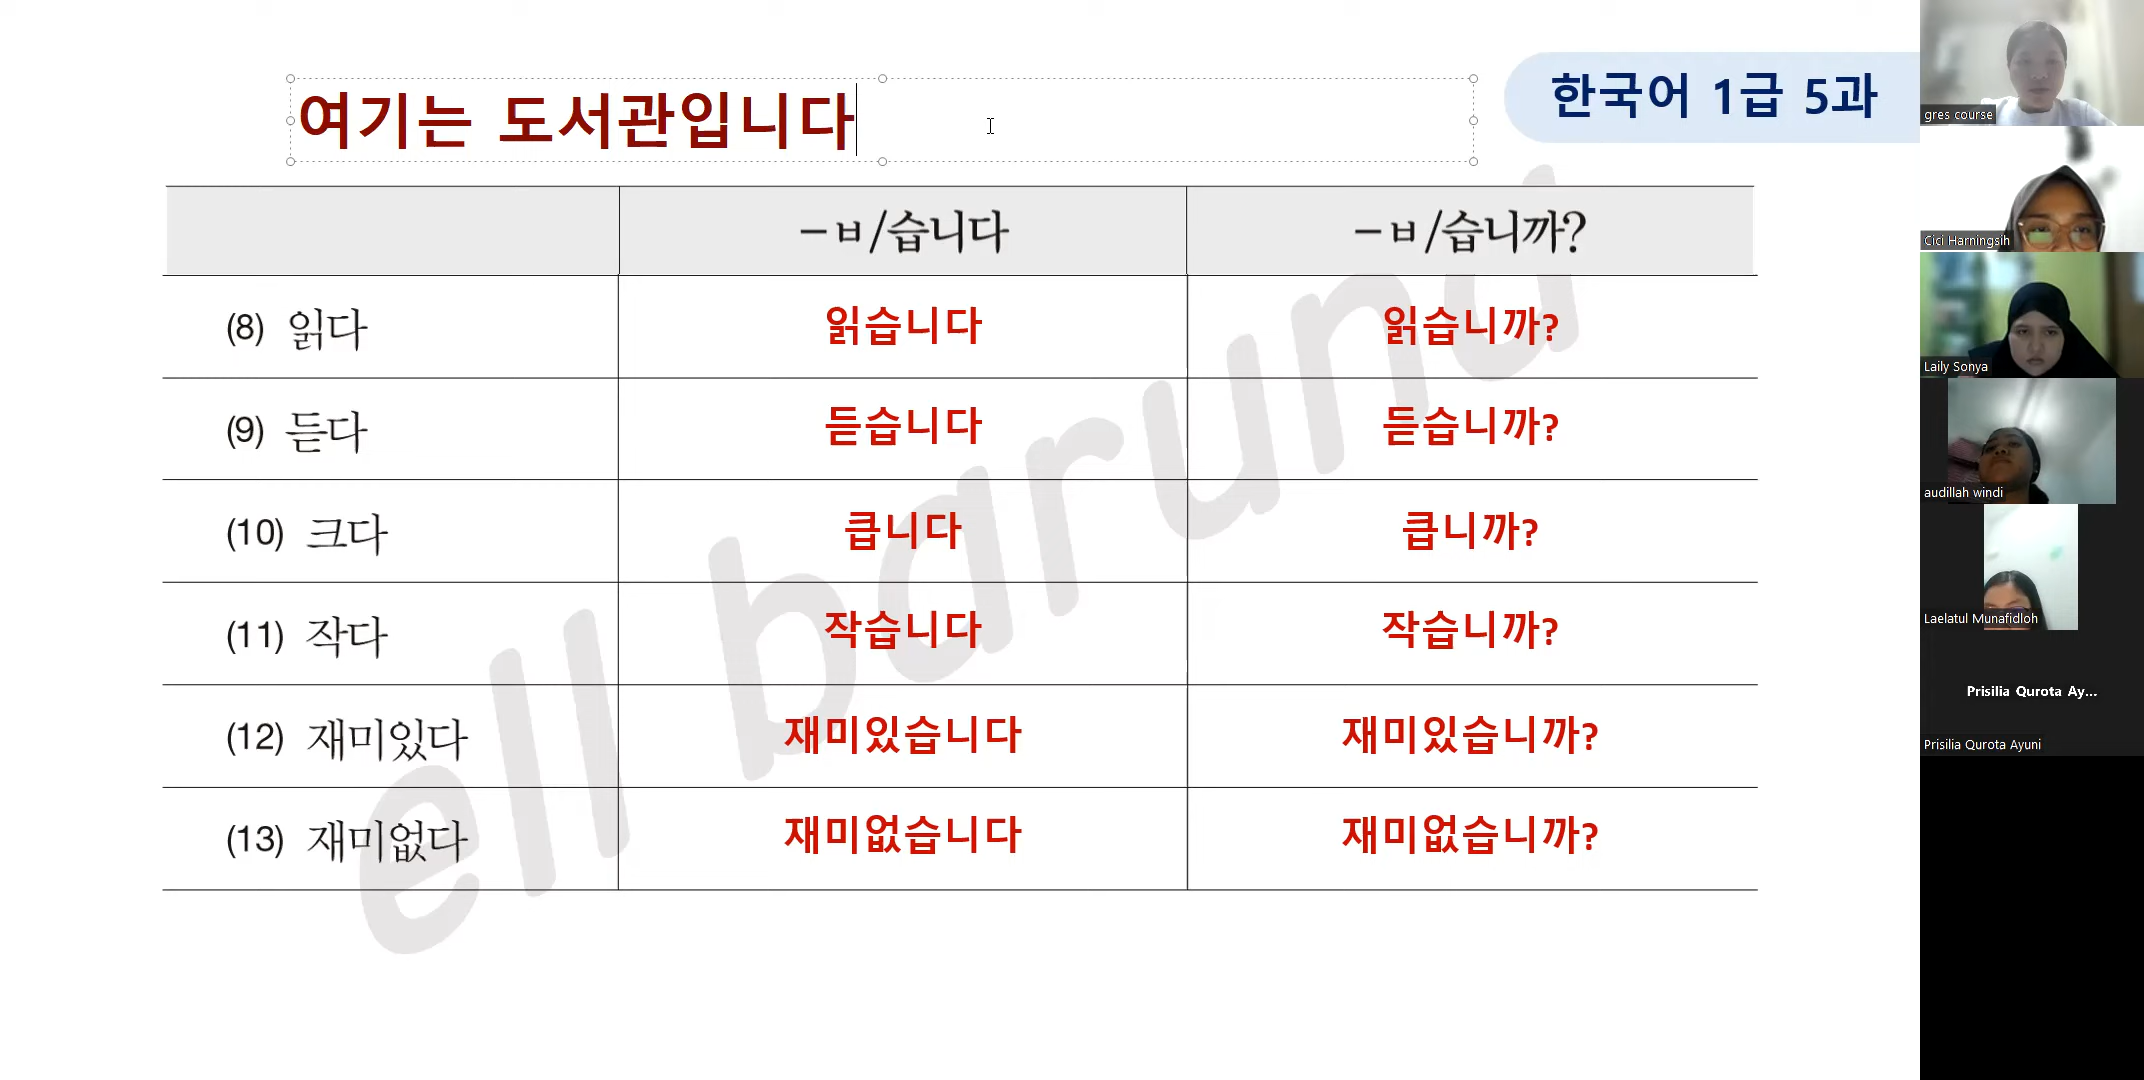 여기는 도서관입니다
한국어 1급 5과
–ㅂ/습니다 –ㅂ/습니까?
(8) 읽다 읽습니다 읽습니까?
(9) 듣다 듣습니다 듣습니까?
(10) 크다 큽니다 큽니까?
(11) 작다 작습니다 작습니까?
(12) 재미있다 재미있습니다 재미있습니까?
(13) 재미없다 재미없습니다 재미없습니까?
ell barund
gres course
Cici Harningsih
Laily Sonya
audillah windi
Laelatul Munafidloh
Prisilia Qurota Ay...
Prisilia Qurota Ayuni